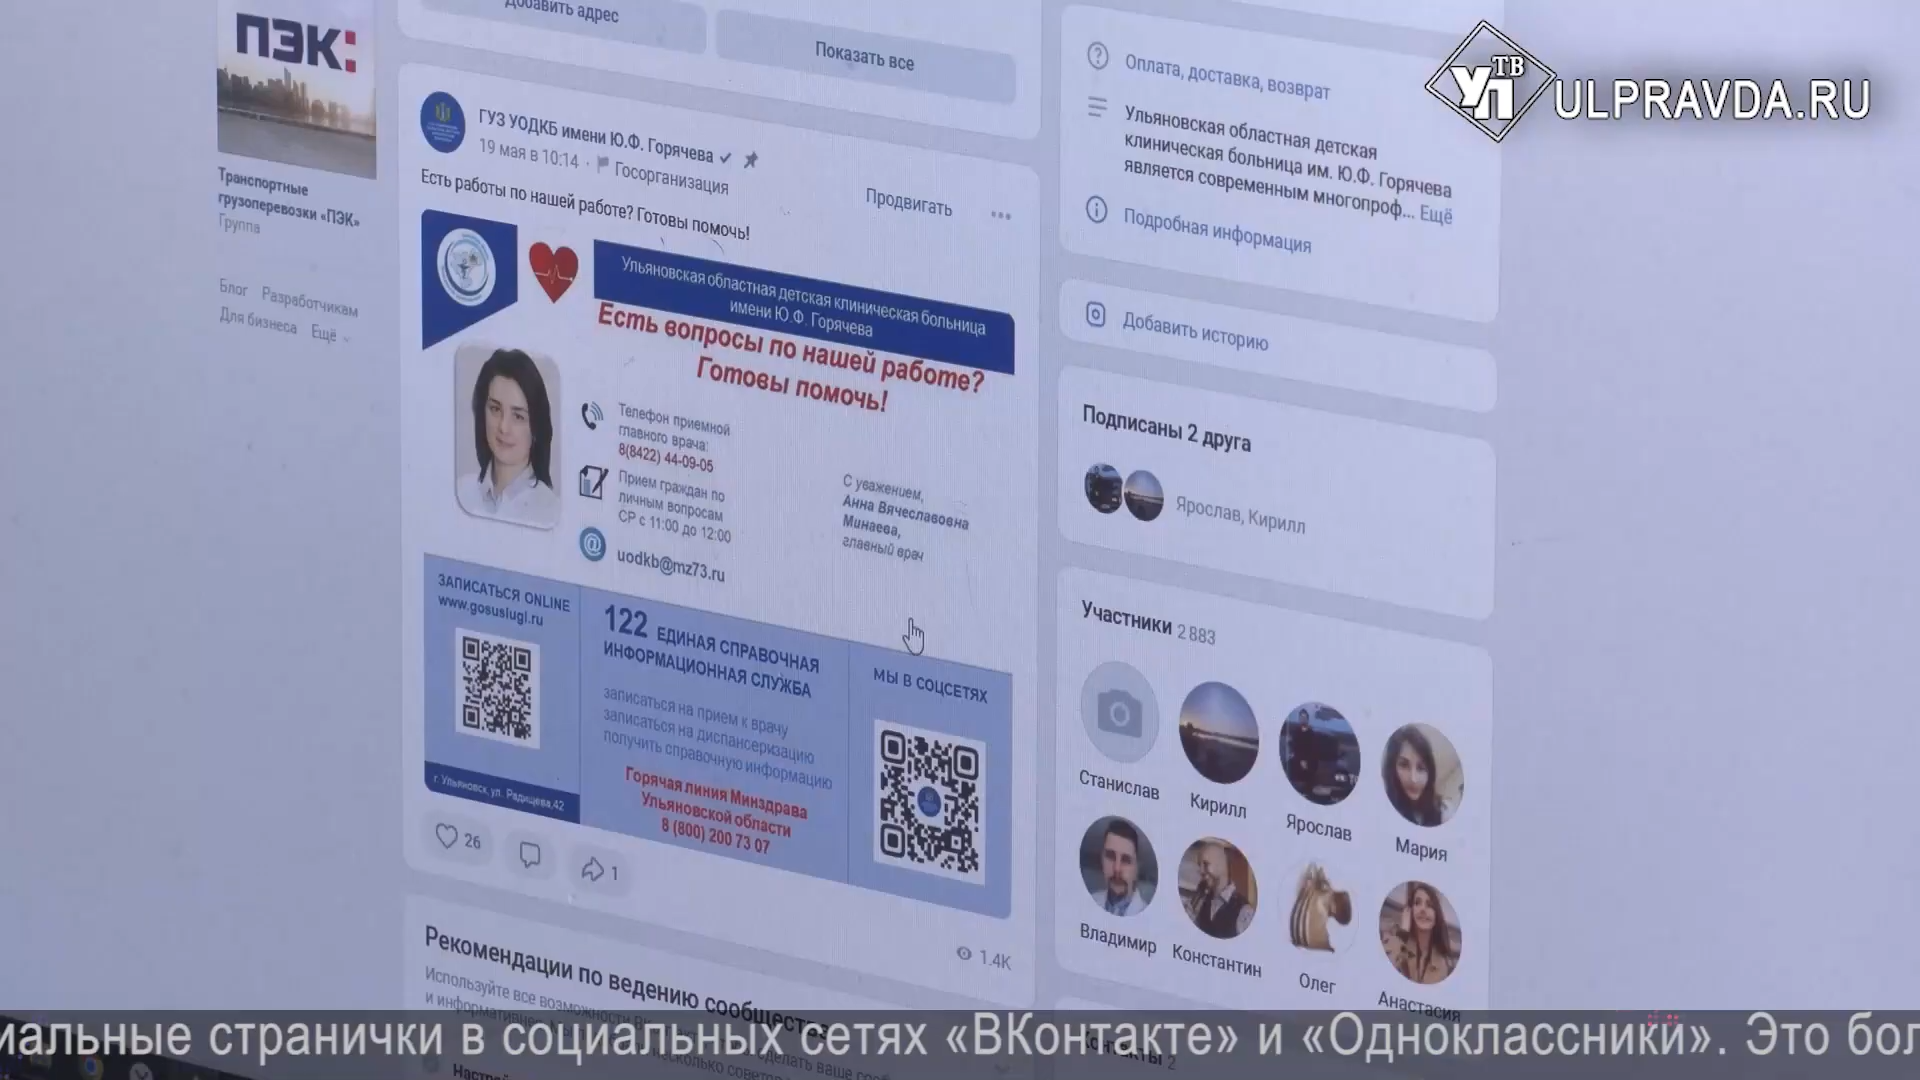 ПЭК:
Транспортные
грузоперевозки «ПЭК»
Группа
Блог Разработчикам
Для бизнеса Ещё
Добавить адрес
Показать все
ГУЗ УОДКБ имени Ю.Ф. Горячева
19 мая в 10:14 · Госорганизация
Продвигать
Есть работы по нашей работе? Готовы помочь!
Ульяновская областная детская клиническая больница
имени Ю.Ф. Горячева
Есть вопросы по нашей работе?
Готовы помочь!
Телефон приемной
главного врача:
8(8422) 44-09-05
Прием граждан по
личным вопросам
СР с 11:00 до 12:00
uodkb@mz73.ru
С уважением,
Анна Вячеславовна
Минаева,
главный врач
ЗАПИСАТЬСЯ ONLINE
www.gosuslugi.ru
г. Ульяновск, ул. Радищева,42
122 ЕДИНАЯ СПРАВОЧНАЯ
ИНФОРМАЦИОННАЯ СЛУЖБА
записаться на прием к врачу
записаться на диспансеризацию
получить справочную информацию
Горячая линия Минздрава
Ульяновской области
8 (800) 200 73 07
МЫ В СОЦСЕТЯХ
26
1
1.4K
Рекомендации по ведению сообщества
Используйте все возможности
Оплата, доставка, возврат
Ульяновская областная детская
клиническая больница им. Ю.Ф. Горячева
является современным многопроф... Ещё
Подробная информация
Добавить историю
Подписаны 2 друга
Ярослав, Кирилл
Участники 2 883
Станислав
Кирилл
Ярослав
Мария
Владимир
Константин
Олег
Анастасия
Контакты 2
УП ТВ
ULPRAVDA.RU
иальные странички в социальных сетях «ВКонтакте» и «Одноклассники». Это бол